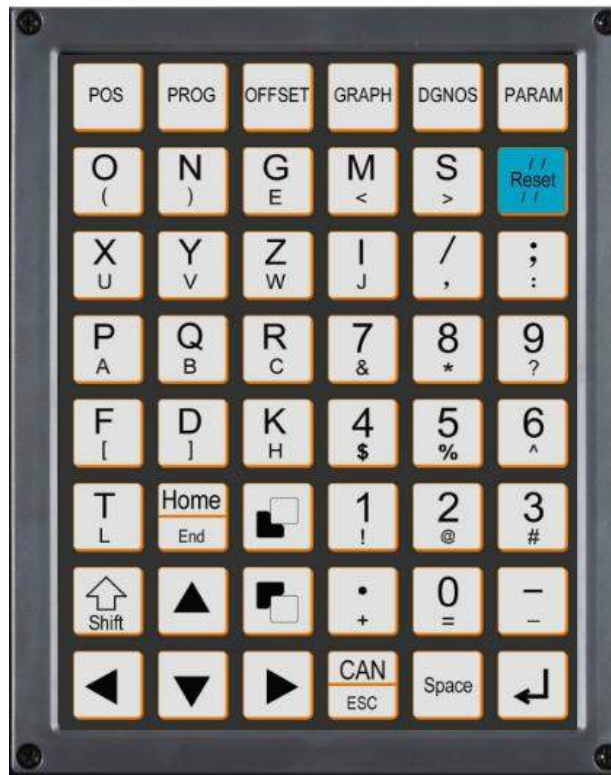 POS PROG OFFSET GRAPH DGNOS PARAM
O N G M S / /
( ) E < > Reset
/ /
X Y Z I / ;
U V W J , :
P Q R 7 8 9
A B C & * ?
F D K 4 5 6
[ ] H $ % ^
T Home 1 2 3
L End ! @ # 
Shift • 0 –
+ = _
CAN Space
ESC